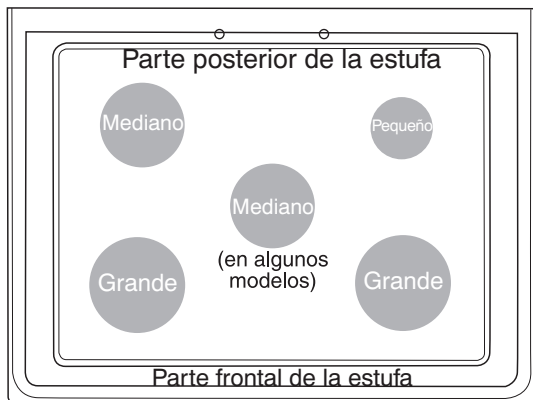 Parte posterior de la estufa
Mediano
Pequeño
Mediano
(en algunos
modelos)
Grande
Grande
Parte frontal de la estufa